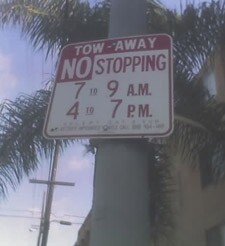 TOW-AWAY
NO STOPPING
7 TO 9 A.M.
4 TO 7 P.M.